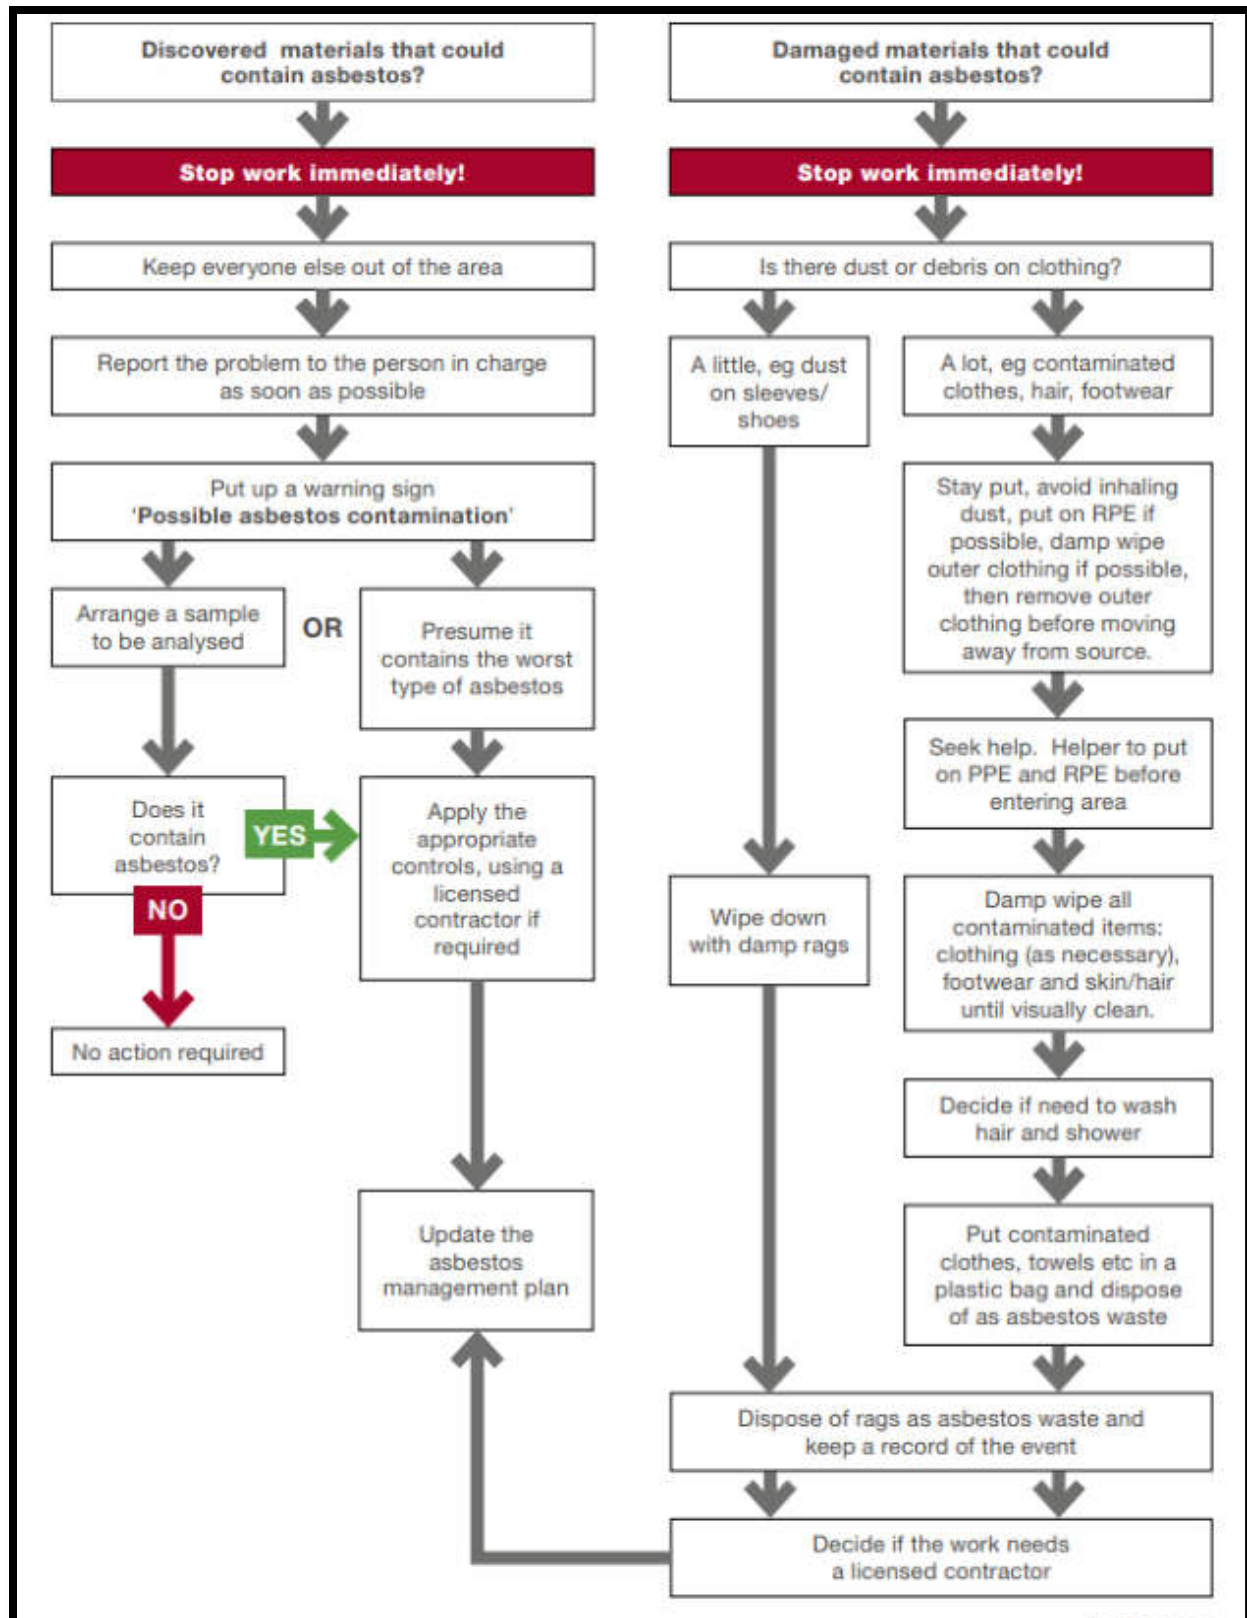 Discovered materials that could
contain asbestos?
Stop work immediately!
Keep everyone else out of the area
Report the problem to the person in charge
as soon as possible
Put up a warning sign
‘Possible asbestos contamination’
Arrange a sample
to be analysed
OR
Presume it
contains the worst
type of asbestos
Does it
contain
asbestos?
YES
NO
No action required
Apply the
appropriate
controls, using a
licensed
contractor if
required
Update the
asbestos
management plan
Damaged materials that could
contain asbestos?
Stop work immediately!
Is there dust or debris on clothing?
A little, eg dust
on sleeves/
shoes
Wipe down
with damp rags
A lot, eg contaminated
clothes, hair, footwear
Stay put, avoid inhaling
dust, put on RPE if
possible, damp wipe
outer clothing if possible,
then remove outer
clothing before moving
away from source.
Seek help. Helper to put
on PPE and RPE before
entering area
Damp wipe all
contaminated items:
clothing (as necessary),
footwear and skin/hair
until visually clean.
Decide if need to wash
hair and shower
Put contaminated
clothes, towels etc in a
plastic bag and dispose
of as asbestos waste
Dispose of rags as asbestos waste and
keep a record of the event
Decide if the work needs
a licensed contractor